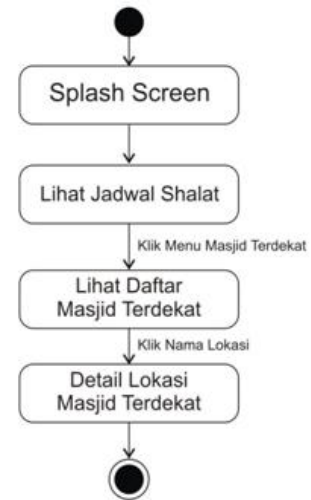 Splash Screen
Lihat Jadwal Shalat
Klik Menu Masjid Terdekat
Lihat Daftar
Masjid Terdekat
Klik Nama Lokasi
Detail Lokasi
Masjid Terdekat